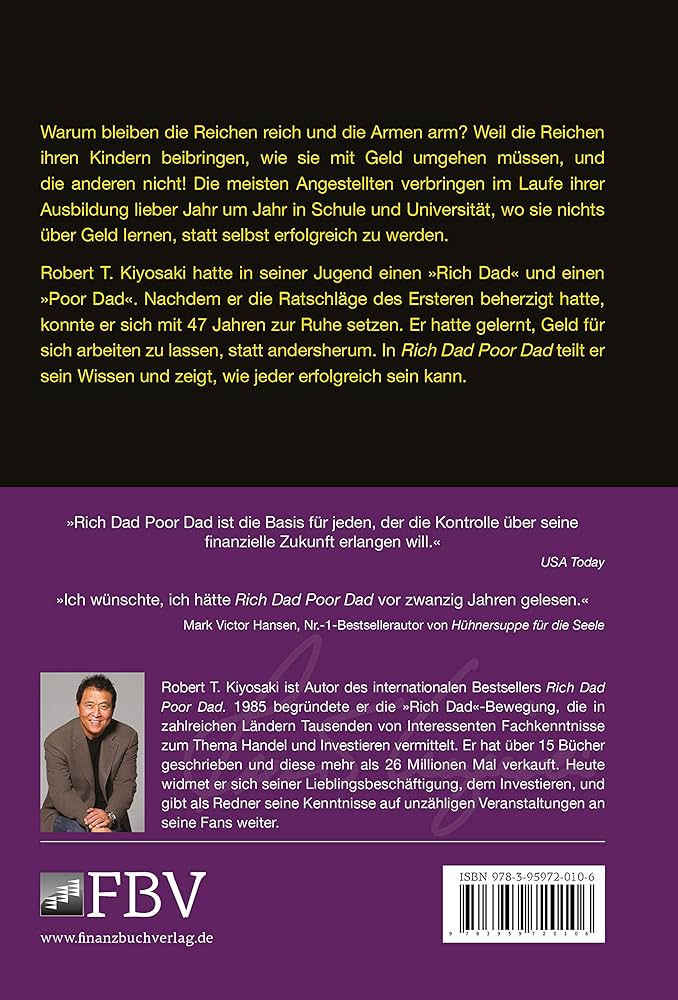 Warum bleiben die Reichen reich und die Armen arm? Weil die Reichen
ihren Kindern beibringen, wie sie mit Geld umgehen müssen, und
die anderen nicht! Die meisten Angestellten verbringen im Laufe ihrer
Ausbildung lieber Jahr um Jahr in Schule und Universität, wo sie nichts
über Geld lernen, statt selbst erfolgreich zu werden.
Robert T. Kiyosaki hatte in seiner Jugend einen »Rich Dad« und einen
»Poor Dad«. Nachdem er die Ratschläge des Ersteren beherzigt hatte,
konnte er sich mit 47 Jahren zur Ruhe setzen. Er hatte gelernt, Geld für
sich arbeiten zu lassen, statt andersherum. In Rich Dad Poor Dad teilt er
sein Wissen und zeigt, wie jeder erfolgreich sein kann.
»Rich Dad Poor Dad ist die Basis für jeden, der die Kontrolle über seine
finanzielle Zukunft erlangen will.«
USA Today
»Ich wünschte, ich hätte Rich Dad Poor Dad vor zwanzig Jahren gelesen.«
Mark Victor Hansen, Nr.-1-Bestsellerautor von Hühnersuppe für die Seele
Robert T. Kiyosaki ist Autor des internationalen Bestsellers Rich Dad
Poor Dad. 1985 begründete er die »Rich Dad«-Bewegung, die in
zahlreichen Ländern Tausenden von Interessenten Fachkenntnisse
zum Thema Handel und Investieren vermittelt. Er hat über 15 Bücher
geschrieben und diese mehr als 26 Millionen Mal verkauft. Heute
widmet er sich seiner Lieblingsbeschäftigung, dem Investieren, und
gibt als Redner seine Kenntnisse auf unzähligen Veranstaltungen an
seine Fans weiter.
FBV
www.finanzbuchverlag.de
ISBN 978-3-95972-010-6
9 783959 720106